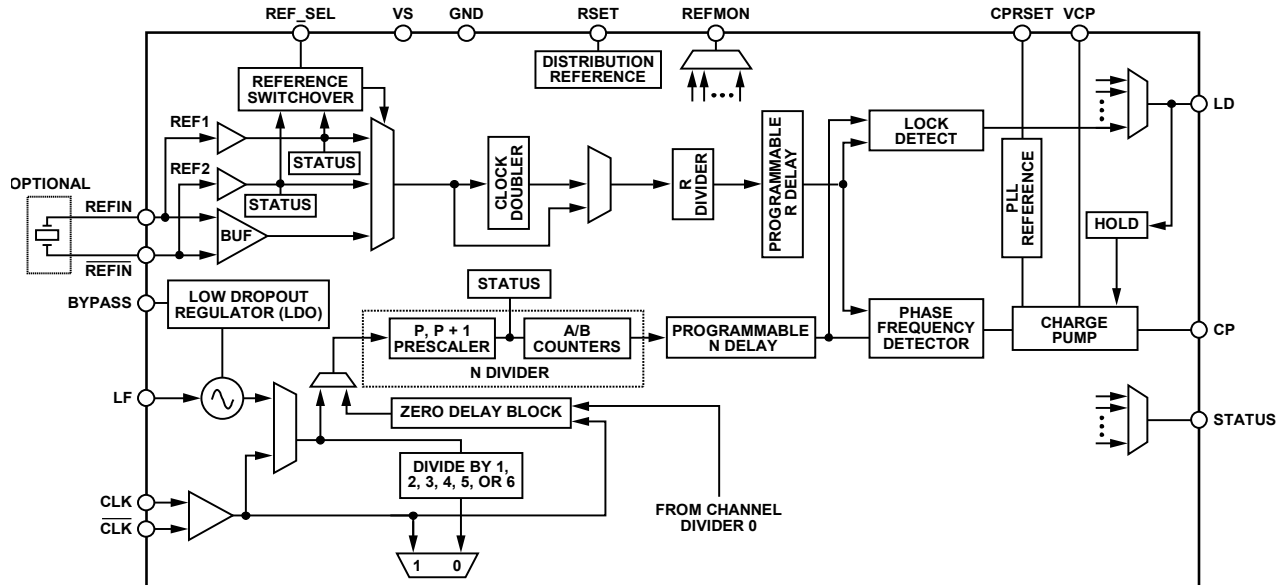 REF_SEL
VS
GND
RSET
REFMON
CPRSET
VCP
DISTRIBUTION
REFERENCE
REFERENCE
SWITCHOVER
REF1
STATUS
REF2
STATUS
OPTIONAL
REFIN
BUF
REFIN
CLOCK
DOUBLER
R
DIVIDER
PROGRAMMABLE
R DELAY
LOCK
DETECT
LD
PLL
REFERENCE
HOLD
BYPASS
LOW DROPOUT
REGULATOR (LDO)
STATUS
P, P + 1
PRESCALER
A/B
COUNTERS
N DIVIDER
PROGRAMMABLE
N DELAY
PHASE
FREQUENCY
DETECTOR
CHARGE
PUMP
CP
LF
ZERO DELAY BLOCK
STATUS
DIVIDE BY 1,
2, 3, 4, 5, OR 6
CLK
CLK
FROM CHANNEL
DIVIDER 0
1 0